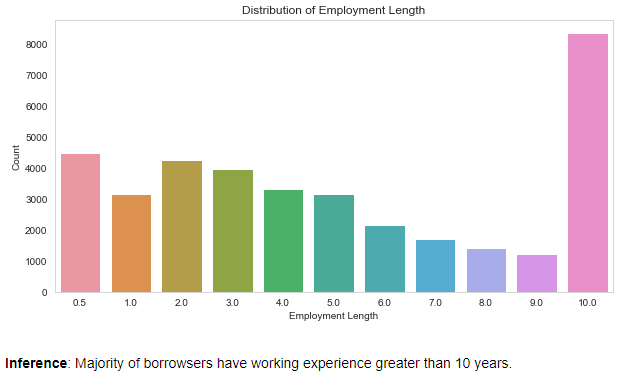 Distribution of Employment Length
8000
7000
6000
5000
4000
3000
2000
1000
0
Count
0.5 1.0 2.0 3.0 4.0 5.0 6.0 7.0 8.0 9.0 10.0
Employment Length
Inference: Majority of borrowsers have working experience greater than 10 years.